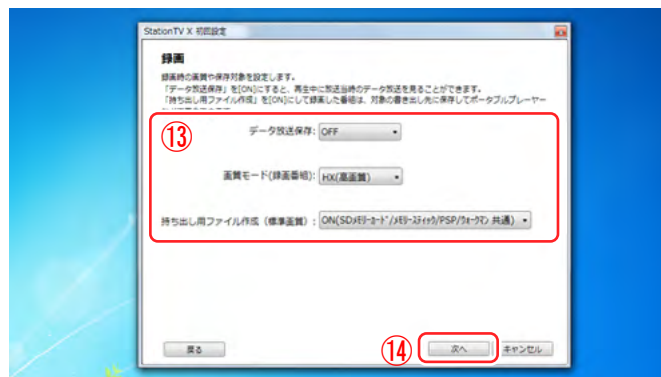 StationTV X 初回設定
録画
録画時の画質や保存対象を設定します。
「データ放送保存」を[ON]にすると、再生中に放送当時のデータ放送を見ることができます。
「持ち出し用ファイル作成」を[ON]にして録画した番組は、対象の書き出し先に保存してポータブルプレーヤー
⑬
データ放送保存: OFF
画質モード(録画番組): HX(高画質)
持ち出し用ファイル作成（標準画質）: ON(SDメモリーカード/メモリースティック/PSP/ウォークマン 共通)
戻る ⑭ 次へ キャンセル